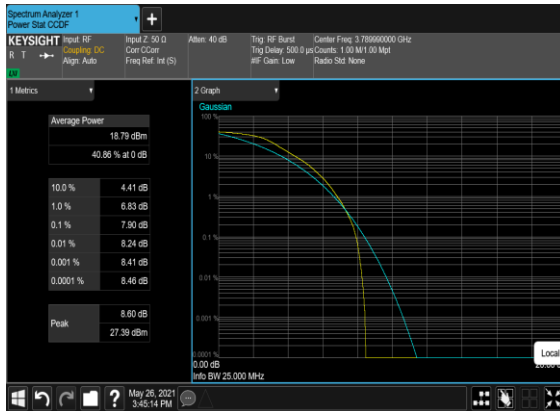 Spectrum Analyzer 1
Power Stat CCDF
KEYSIGHT
R T
LXI
Input: RF
Coupling: DC
Align: Auto
Input Z: 50 Ω
Corr CCorr
Freq Ref: Int (S)
Atten: 40 dB
Trig: RF Burst
Trig Delay: 500.0 µs
#IF Gain: Low
Center Freq: 3.789990000 GHz
Counts: 1.00 M/1.00 Mpt
Radio Std: None
1 Metrics
Average Power
18.79 dBm
40.86 % at 0 dB
10.0 % 4.41 dB
1.0 % 6.83 dB
0.1 % 7.90 dB
0.01 % 8.24 dB
0.001 % 8.41 dB
0.0001 % 8.46 dB
Peak
8.60 dB
27.39 dBm
2 Graph
Gaussian
100 %
10 %
1 %
0.1 %
0.01 %
0.001 %
0.0001 %
0.00 dB
Info BW 25.000 MHz
Local
May 26, 2021
3:45:14 PM